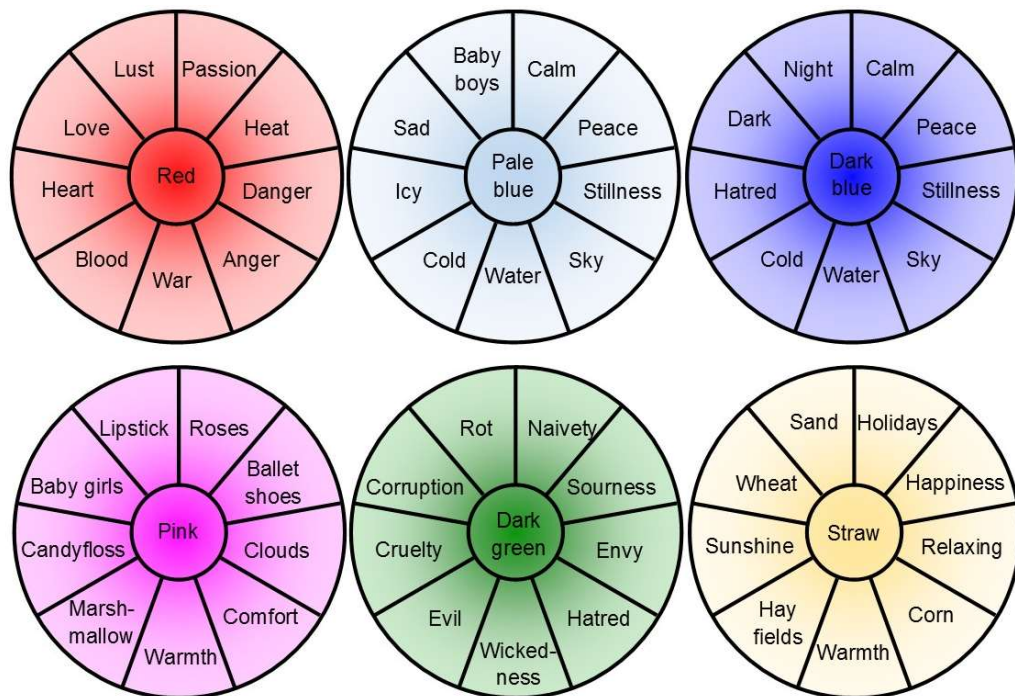 Red
Passion
Heat
Danger
Anger
War
Blood
Heart
Love
Lust
Pale
blue
Calm
Peace
Stillness
Sky
Water
Cold
Icy
Sad
Baby
boys
Dark
blue
Calm
Peace
Stillness
Sky
Water
Cold
Hatred
Dark
Night
Pink
Roses
Ballet
shoes
Clouds
Comfort
Warmth
Marsh-
mallow
Candyfloss
Baby girls
Lipstick
Dark
green
Naivety
Sourness
Envy
Hatred
Wicked-
ness
Evil
Cruelty
Corruption
Rot
Straw
Holidays
Happiness
Relaxing
Corn
Warmth
Hay
fields
Sunshine
Wheat
Sand